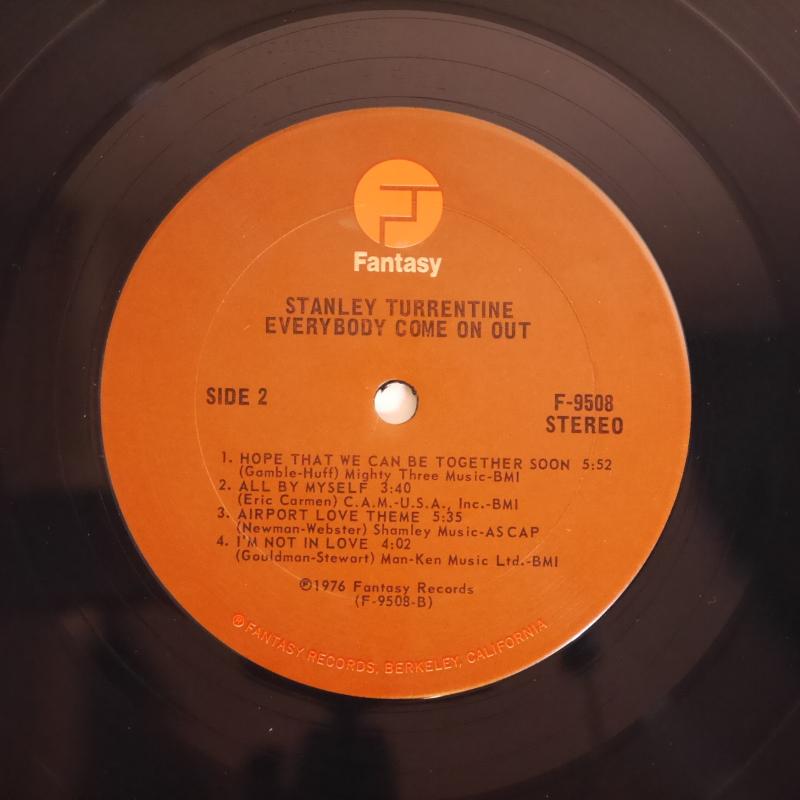 Fantasy
STANLEY TURRENTINE
EVERYBODY COME ON OUT
SIDE 2
F-9508
STEREO
1. HOPE THAT WE CAN BE TOGETHER SOON 5:52
(Gamble-Huff) Mighty Three Music-BMI
2. ALL BY MYSELF 3:40
(Eric Carmen) C.A.M.-U.S.A., Inc.-BMI
3. AIRPORT LOVE THEME 5:35
(Newman-Webster) Shamley Music-ASCAP
4. I'M NOT IN LOVE 4:02
(Gouldman-Stewart) Man-Ken Music Ltd.-BMI
℗1976 Fantasy Records
(F-9508-B)
® FANTASY RECORDS, BERKELEY, CALIFORNIA